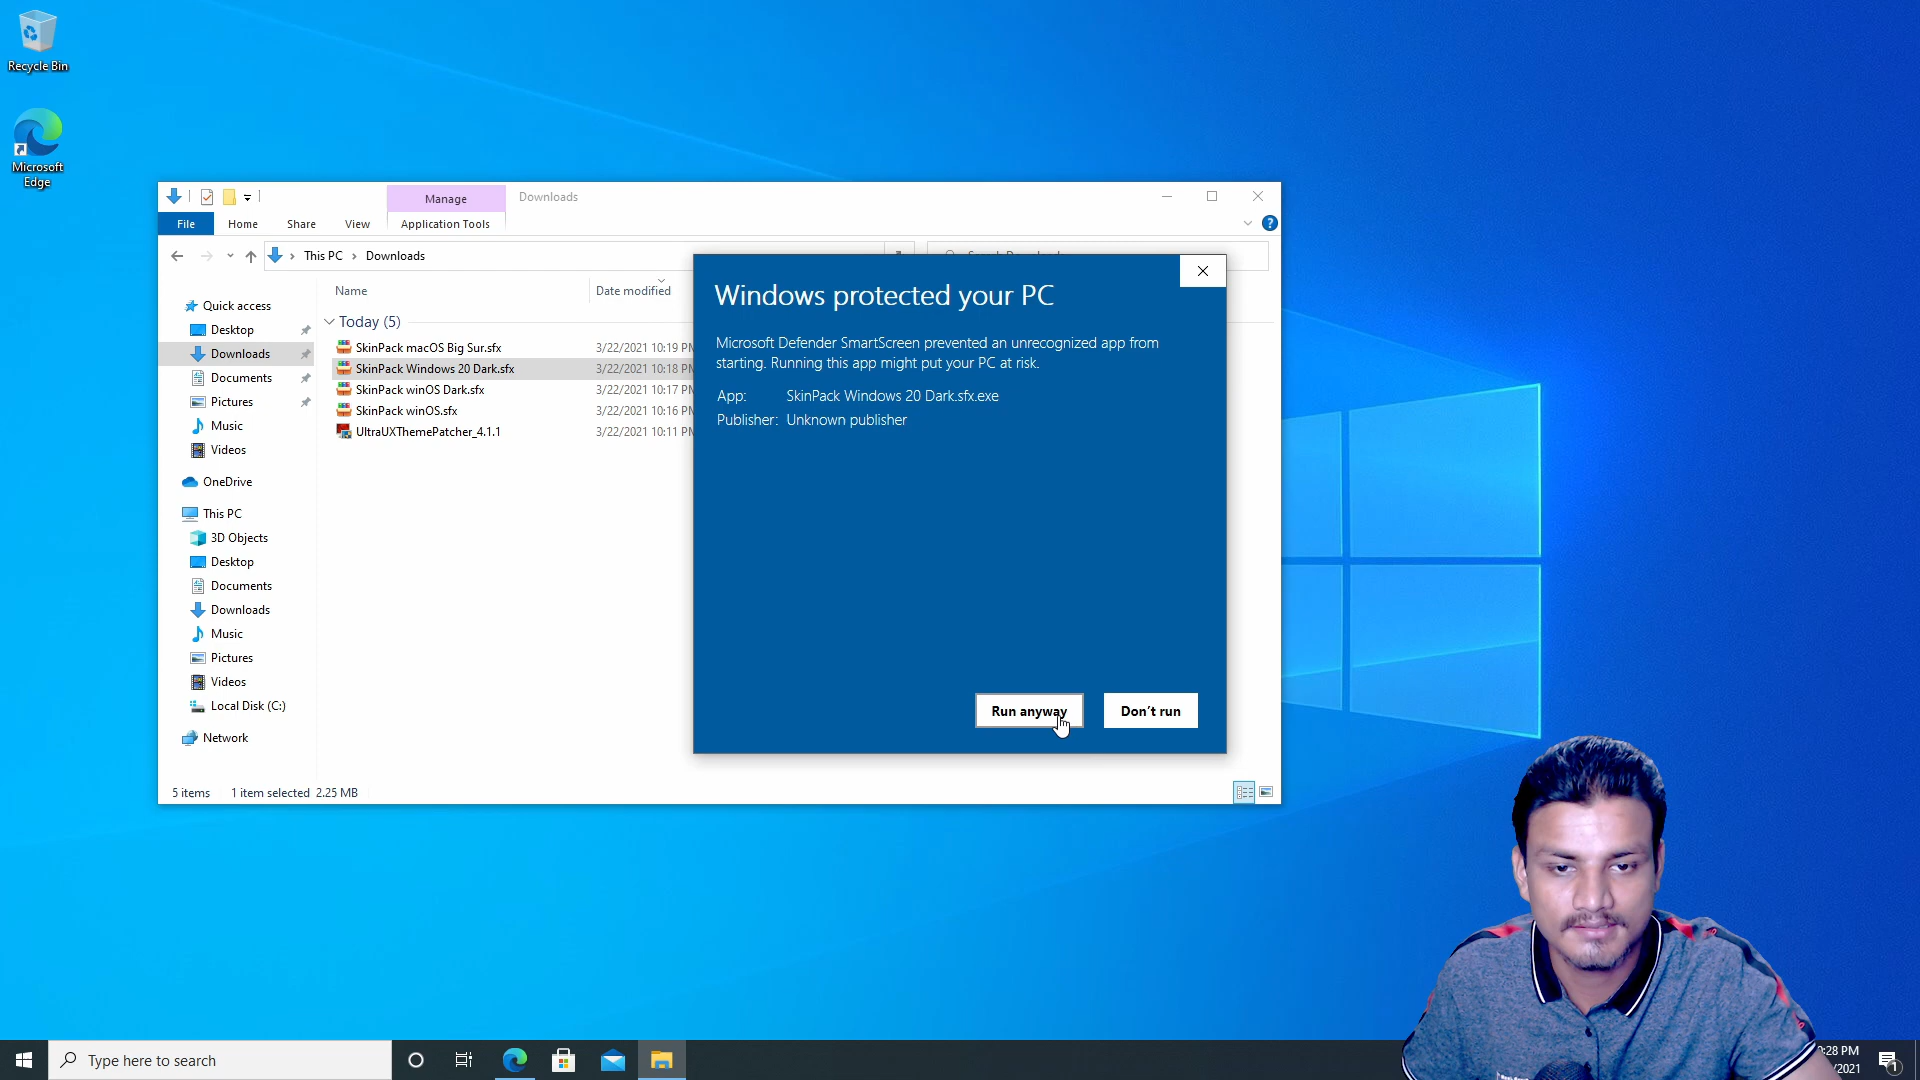 Recycle Bin
Microsoft
Edge
Manage
Downloads
File
Home
Share
View
Application Tools
This PC
Downloads
Name
Date modified
Quick access
Desktop
Downloads
Documents
Pictures
Music
Videos
OneDrive
This PC
3D Objects
Desktop
Documents
Downloads
Music
Pictures
Videos
Local Disk (C:)
Network
Today (5)
SkinPack macOS Big Sur.sfx
3/22/2021 10:19 PM
SkinPack Windows 20 Dark.sfx
3/22/2021 10:18 PM
SkinPack winOS Dark.sfx
3/22/2021 10:17 PM
SkinPack winOS.sfx
3/22/2021 10:16 PM
UltraUXThemePatcher_4.1.1
3/22/2021 10:11 PM
5 items
1 item selected 2.25 MB
Windows protected your PC
Microsoft Defender SmartScreen prevented an unrecognized app from
starting. Running this app might put your PC at risk.
App: SkinPack Windows 20 Dark.sfx.exe
Publisher: Unknown publisher
Run anyway
Don't run
Type here to search
:28 PM
/2021
1